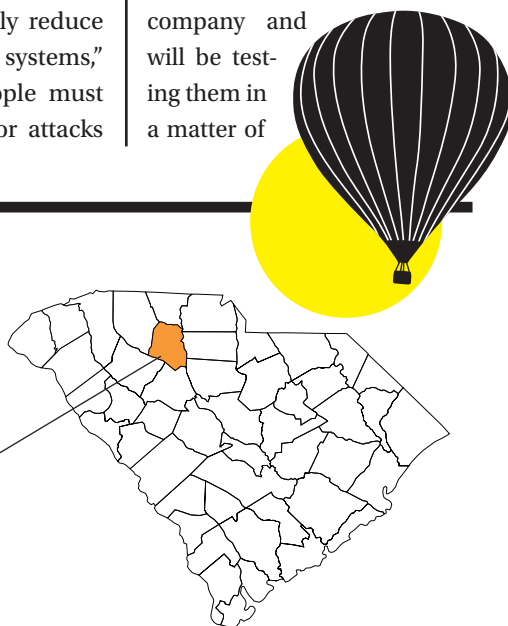 ly reduce
systems,”
ople must
or attacks
company and
will be test-
ing them in
a matter of